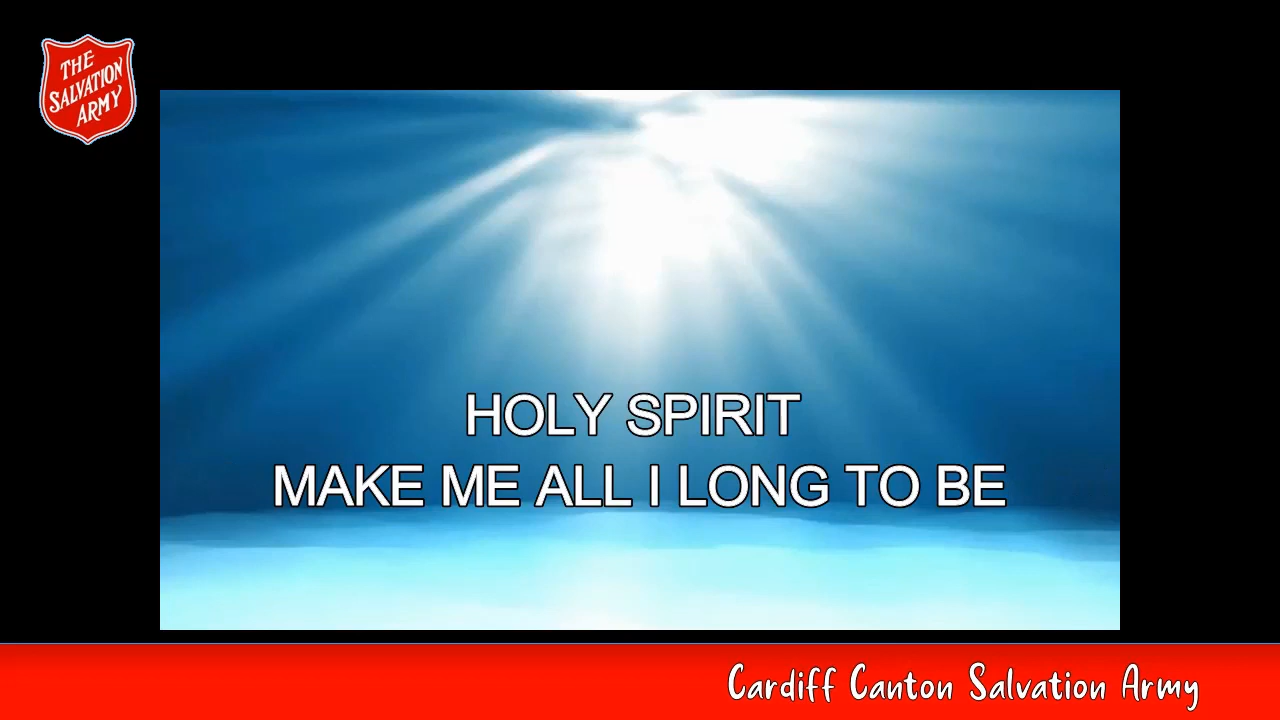 THE
SALVATION
ARMY
HOLY SPIRIT
MAKE ME ALL I LONG TO BE
Cardiff Canton Salvation Army